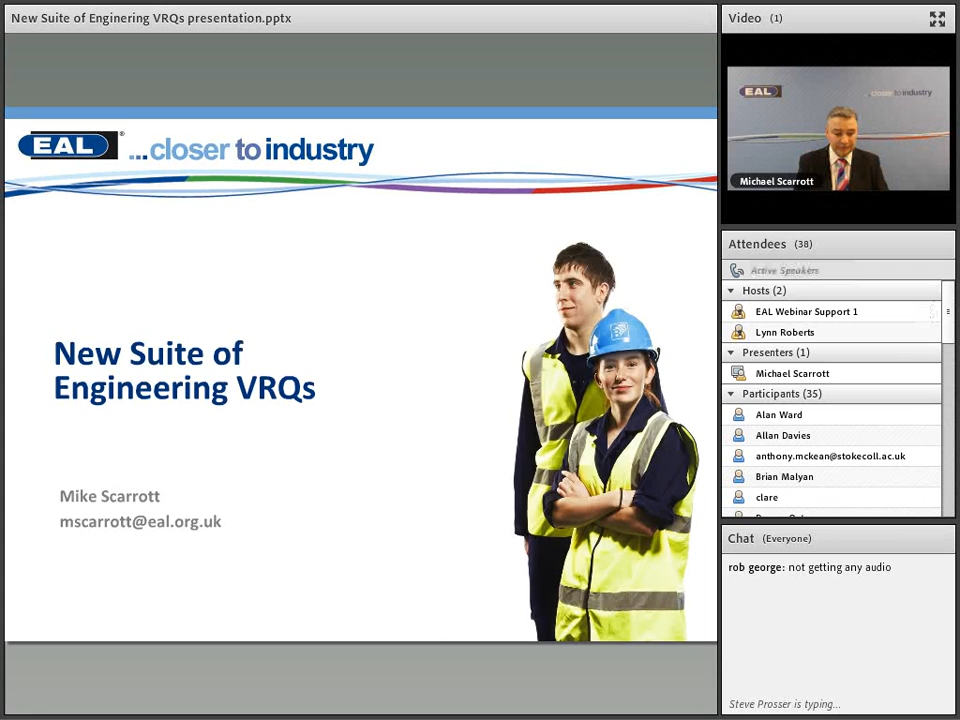 New Suite of Enginering VRQs presentation.pptx
EAL ® ...closer to industry
New Suite of
Engineering VRQs
Mike Scarrott
mscarrott@eal.org.uk
Video (1)
EAL ...closer to industry
Michael Scarrott
Attendees (38)
Active Speakers
Hosts (2)
EAL Webinar Support 1
Lynn Roberts
Presenters (1)
Michael Scarrott
Participants (35)
Alan Ward
Allan Davies
anthony.mckean@stokecoll.ac.uk
Brian Malyan
clare
Chat (Everyone)
rob george: not getting any audio
Steve Prosser is typing...